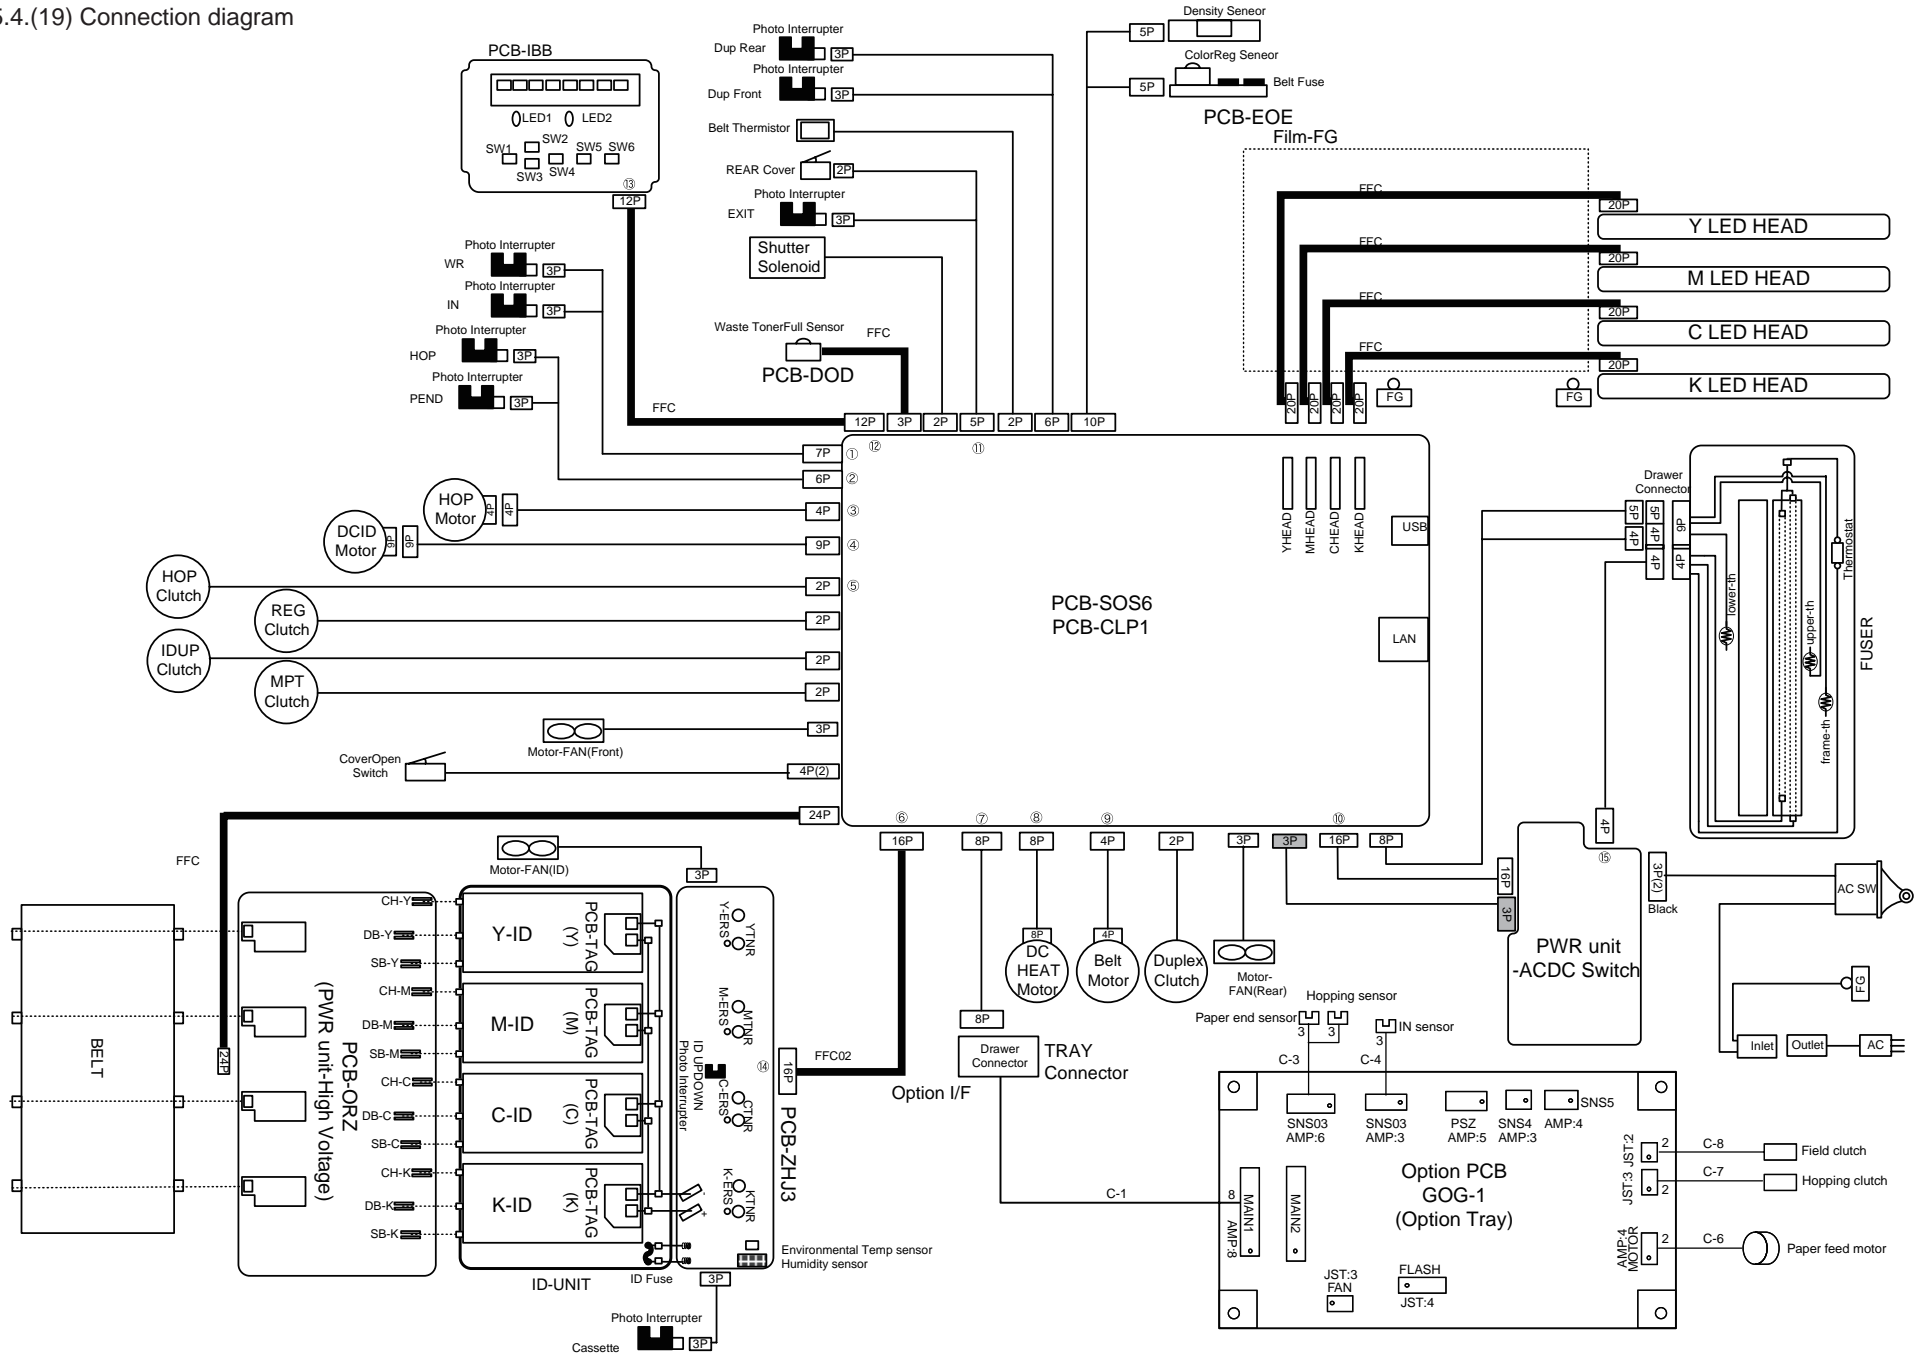 5.4.(19) Connection diagram
PCB-IBB
LED1 LED2
SW1
SW2
SW3
SW4
SW5 SW6
⑬
12P
Photo Interrupter
Dup Rear
3P
Photo Interrupter
Dup Front
3P
Belt Thermistor
REAR Cover
2P
Photo Interrupter
EXIT
3P
Shutter
Solenoid
Waste TonerFull Sensor
FFC
PCB-DOD
Density Seneor
5P
ColorReg Seneor
5P
Belt Fuse
PCB-EOE
Film-FG
FFC
20P
Y LED HEAD
FFC
20P
M LED HEAD
FFC
20P
C LED HEAD
FFC
20P
K LED HEAD
20P
20P
20P
20P
FG
FG
Photo Interrupter
WR
3P
Photo Interrupter
IN
3P
Photo Interrupter
HOP
3P
Photo Interrupter
PEND
3P
FFC
12P 3P 2P 5P 2P 6P 10P
⑫ ⑪
7P ①
6P ②
HOP
Motor
4P
4P
4P ③
DCID
Motor
9P
9P
9P ④
HOP
Clutch
2P ⑤
REG
Clutch
2P
IDUP
Clutch
2P
MPT
Clutch
2P
Motor-FAN(Front)
3P
CoverOpen
Switch
4P(2)
24P
FFC
YHEAD
MHEAD
CHEAD
KHEAD
USB
LAN
PCB-SOS6
PCB-CLP1
⑥ ⑦ ⑧ ⑨ ⑩
16P 8P 8P 4P 2P 3P 3P 16P 8P
Drawer
Connector
5P
5P
9P
4P
4P
4P
4P
lower-th
upper-th
frame-th
Thermostat
FUSER
4P
⑮
16P
3P
3P(2)
Black
PWR unit
-ACDC Switch
AC SW
FG
Inlet
Outlet
AC
BELT
24P
PCB-ORZ
(PWR unit-High Voltage)
CH-Y
DB-Y
SB-Y
CH-M
DB-M
SB-M
CH-C
DB-C
SB-C
CH-K
DB-K
SB-K
Motor-FAN(ID)
3P
Y-ID
PCB-TAG
(Y)
M-ID
PCB-TAG
(M)
C-ID
PCB-TAG
(C)
K-ID
PCB-TAG
(K)
ID-UNIT
ID Fuse
Y-ERS
YTNR
M-ERS
MTNR
ID UPDOWN
Photo Interrupter
C-ERS
CTNR
K-ERS
KTNR
-
+
⑭
16P
FFC02
PCB-ZHJ3
Environmental Temp sensor
Humidity sensor
3P
Photo Interrupter
Cassette
3P
8P
DC
HEAT
Motor
4P
Belt
Motor
Duplex
Clutch
Motor-
FAN(Rear)
8P
Drawer
Connector
TRAY
Connector
Option I/F
C-1
Hopping sensor
Paper end sensor
3
3
IN sensor
3
C-3
C-4
SNS03
AMP:6
SNS03
AMP:3
PSZ
AMP:5
SNS4
AMP:3
SNS5
AMP:4
8
MAIN1
AMP:8
MAIN2
Option PCB
GOG-1
(Option Tray)
JST:2
2
C-8
Field clutch
JST:3
2
C-7
Hopping clutch
AMP:4
MOTOR
2
C-6
Paper feed motor
JST:3
FAN
FLASH
JST:4